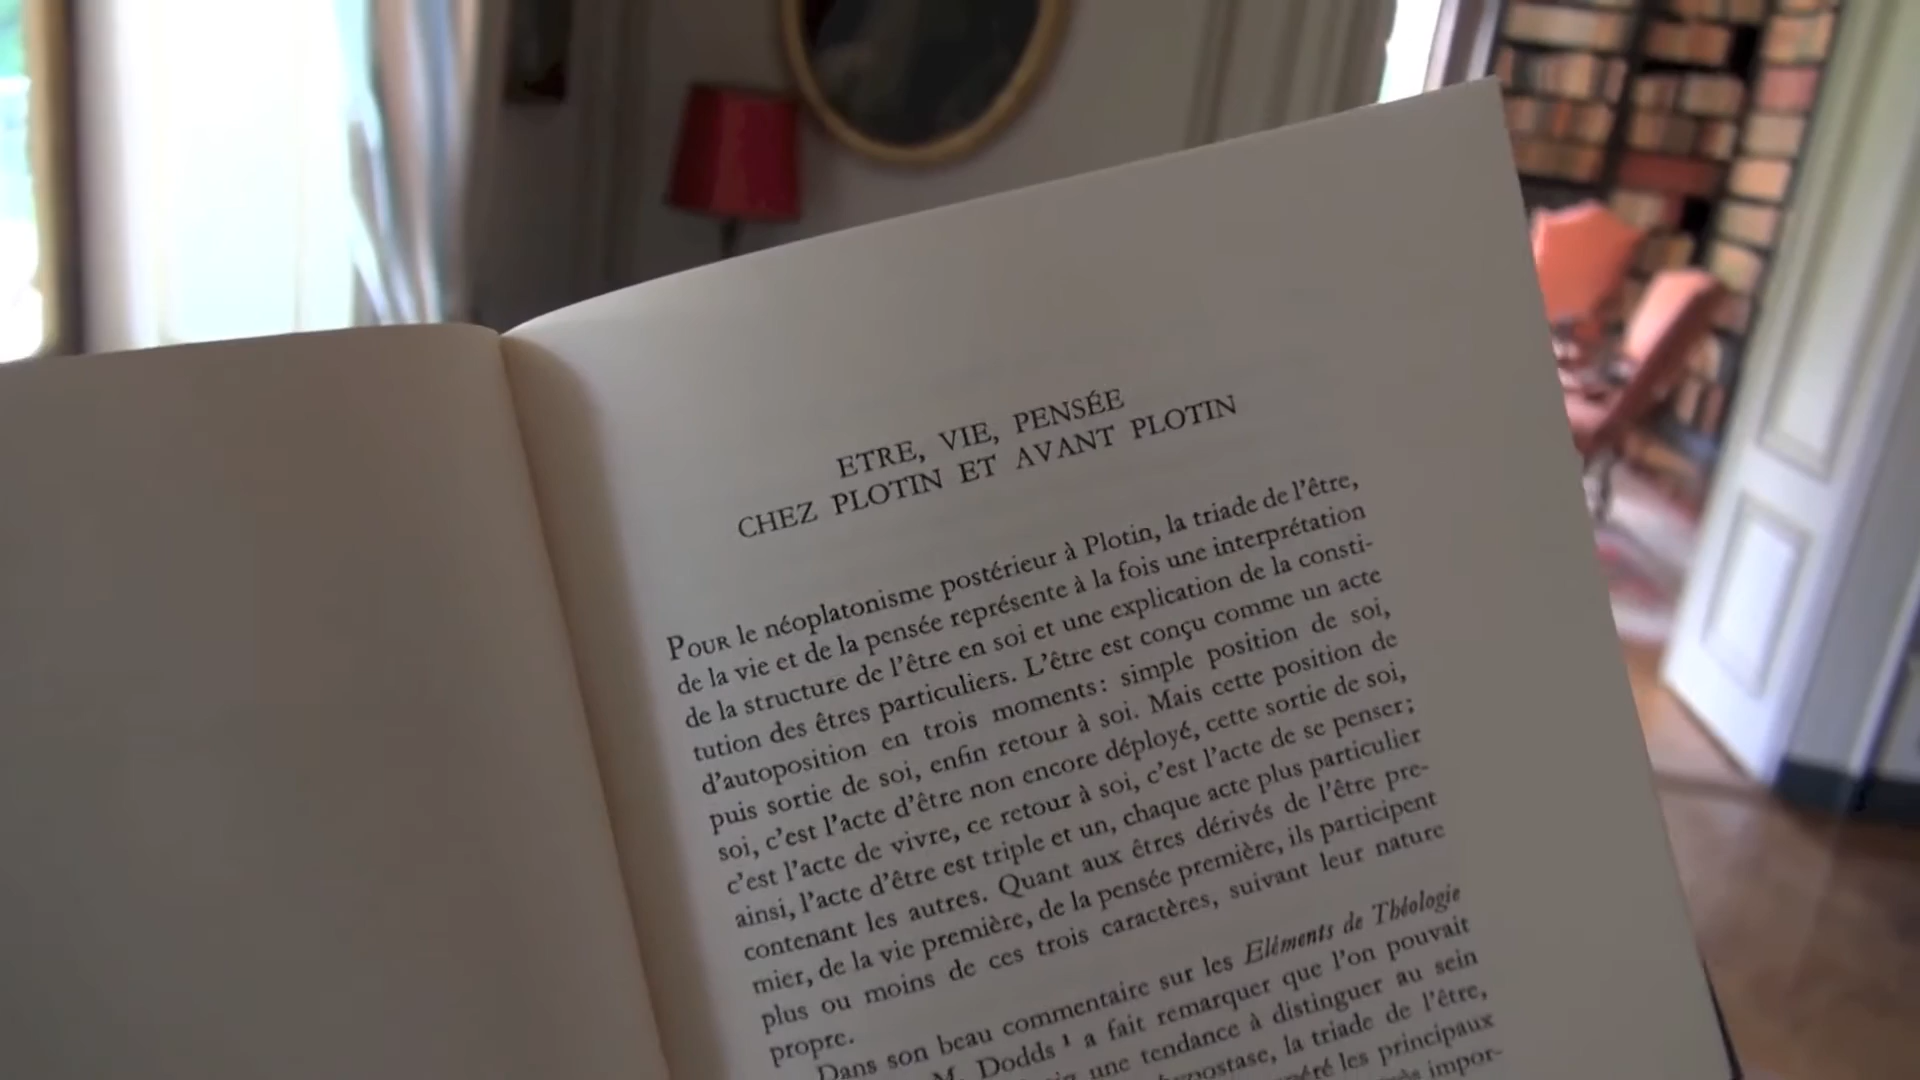 ETRE, VIE, PENSÉE
CHEZ PLOTIN ET AVANT PLOTIN
POUR le néoplatonisme postérieur à Plotin, la triade de l'être,
de la vie et de la pensée représente à la fois une interprétation
de la structure de l'être en soi et une explication de la consti-
tution des êtres particuliers. L'être est conçu comme un acte
d'autoposition en trois moments: simple position de soi,
puis sortie de soi, enfin retour à soi. Mais cette position de
soi, c'est l'acte d'être non encore déployé, cette sortie de soi,
c'est l'acte de vivre, ce retour à soi, c'est l'acte de se penser;
ainsi, l'acte d'être est triple et un, chaque acte plus particulier
contenant les autres. Quant aux êtres dérivés de l'être pre-
mier, de la vie première, de la pensée première, ils participent
plus ou moins de ces trois caractères, suivant leur nature
propre.
Dans son beau commentaire sur les Eléments de Théologie
M. Dodds 1 a fait remarquer que l'on pouvait
une tendance à distinguer au sein
la triade de l'être,
les principaux
impor-